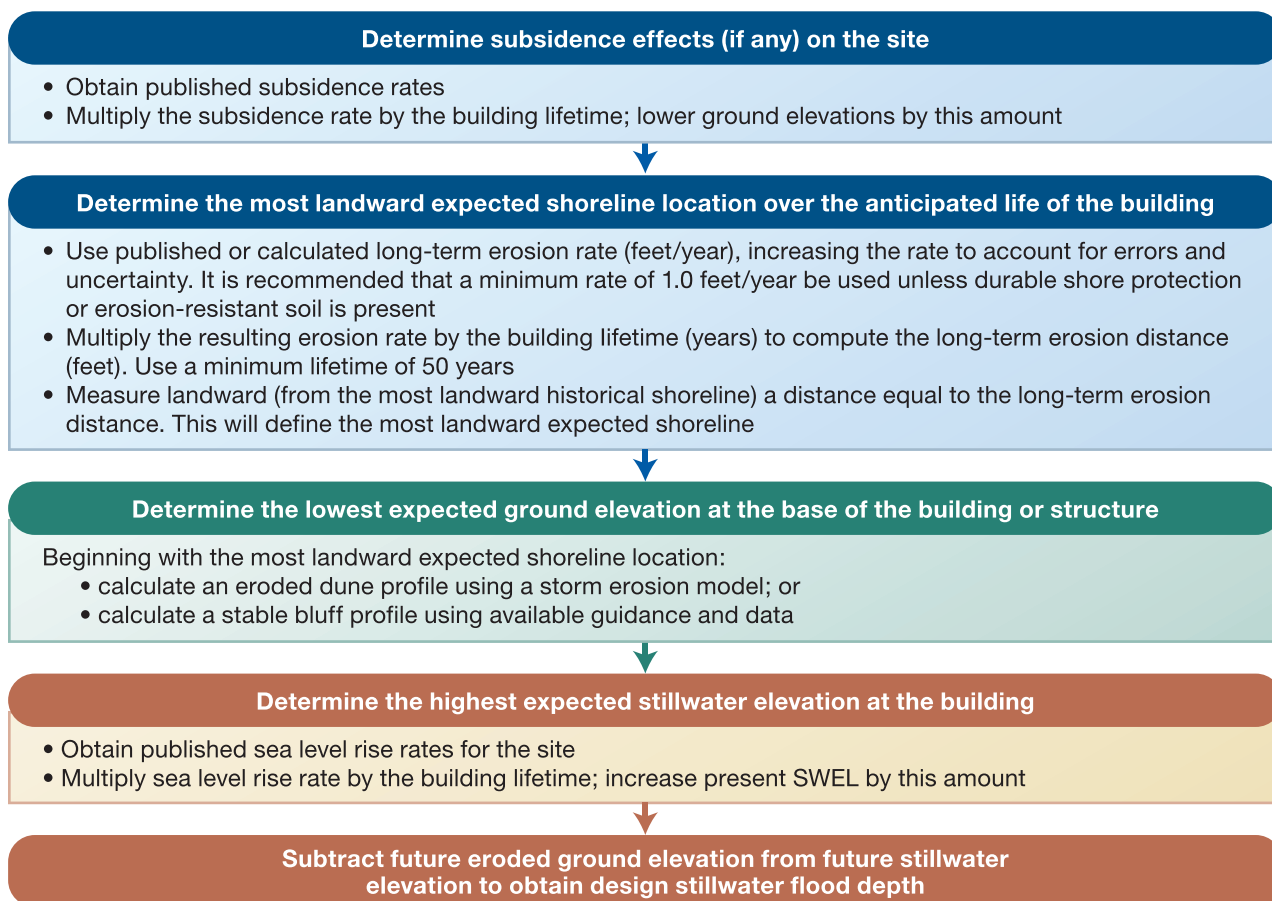 Determine subsidence effects (if any) on the site
• Obtain published subsidence rates
• Multiply the subsidence rate by the building lifetime; lower ground elevations by this amount
Determine the most landward expected shoreline location over the anticipated life of the building
• Use published or calculated long-term erosion rate (feet/year), increasing the rate to account for errors and
uncertainty. It is recommended that a minimum rate of 1.0 feet/year be used unless durable shore protection
or erosion-resistant soil is present
• Multiply the resulting erosion rate by the building lifetime (years) to compute the long-term erosion distance
(feet). Use a minimum lifetime of 50 years
• Measure landward (from the most landward historical shoreline) a distance equal to the long-term erosion
distance. This will define the most landward expected shoreline
Determine the lowest expected ground elevation at the base of the building or structure
Beginning with the most landward expected shoreline location:
• calculate an eroded dune profile using a storm erosion model; or
• calculate a stable bluff profile using available guidance and data
Determine the highest expected stillwater elevation at the building
• Obtain published sea level rise rates for the site
• Multiply sea level rise rate by the building lifetime; increase present SWEL by this amount
Subtract future eroded ground elevation from future stillwater
elevation to obtain design stillwater flood depth